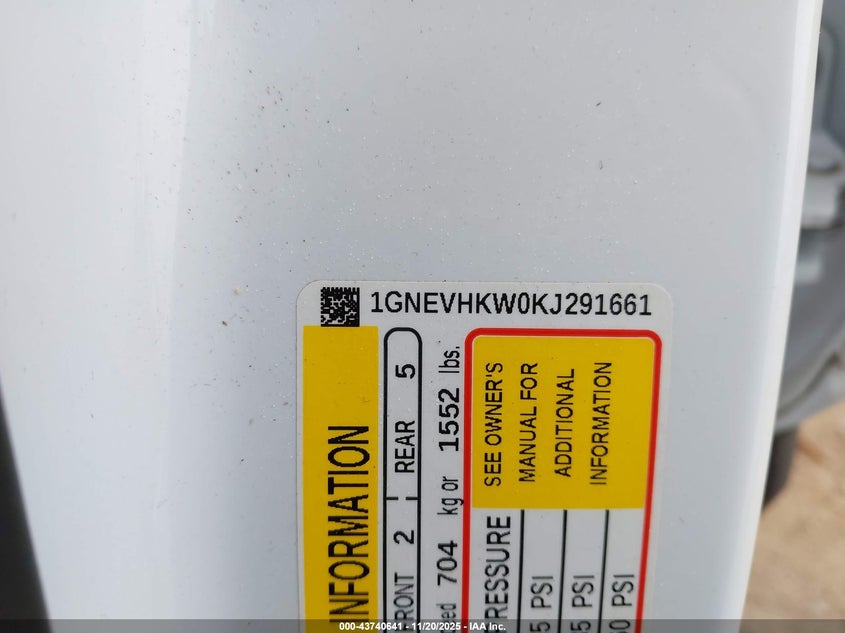 1GNEVHKW0KJ291661
INFORMATION
FRONT 2 REAR 5
704 kg or 1552 lbs.
PRESSURE
SEE OWNER'S
MANUAL FOR
ADDITIONAL
INFORMATION
PSI
PSI
PSI
000-43740641 - 11/20/2025 - IAA Inc.